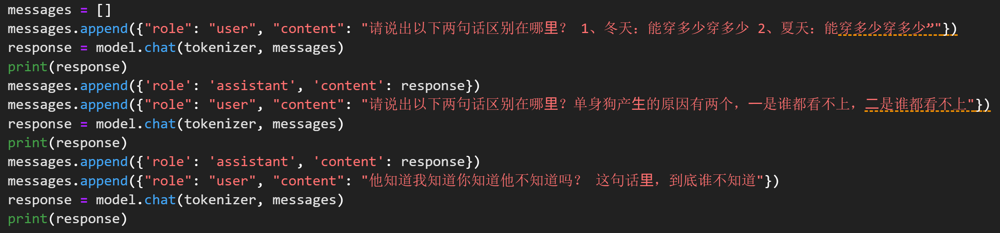 messages = []
messages.append({"role": "user", "content": "请说出以下两句话区别在哪里？ 1、冬天：能穿多少穿多少 2、夏天：能穿多少穿多少”"})
response = model.chat(tokenizer, messages)
print(response)
messages.append({'role': 'assistant', 'content': response})
messages.append({"role": "user", "content": "请说出以下两句话区别在哪里？单身狗产生的原因有两个，一是谁都看不上，二是谁都看不上"})
response = model.chat(tokenizer, messages)
print(response)
messages.append({'role': 'assistant', 'content': response})
messages.append({"role": "user", "content": "他知道我知道你知道他不知道吗？ 这句话里，到底谁不知道"})
response = model.chat(tokenizer, messages)
print(response)